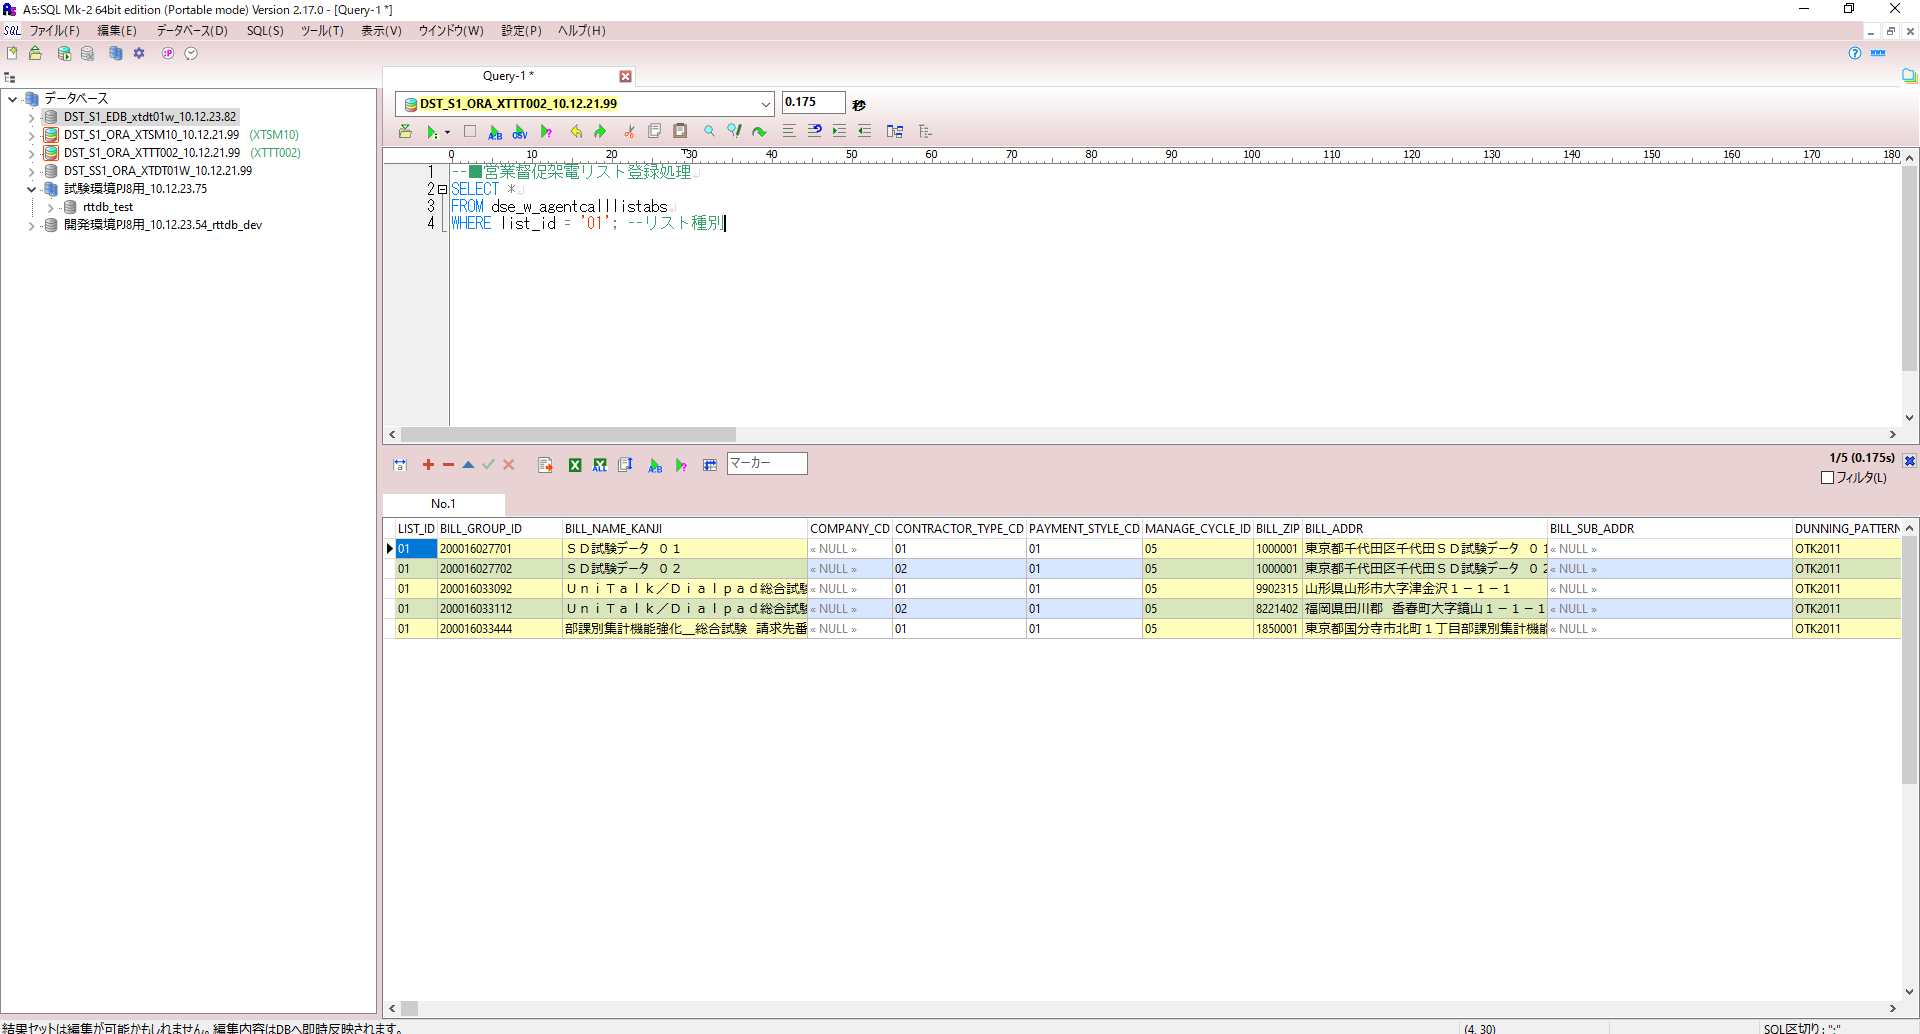 A5:SQL Mk-2 64bit edition (Portable mode) Version 2.17.0 - [Query-1 *]
ファイル(F) 編集(E) データベース(D) SQL(S) ツール(T) 表示(V) ウインドウ(W) 設定(P) ヘルプ(H)
データベース
DST_S1_EDB_xtdt01w_10.12.23.82
DST_S1_ORA_XTSM10_10.12.21.99 (XTSM10)
DST_S1_ORA_XTTT002_10.12.21.99 (XTTT002)
DST_SS1_ORA_XTDT01W_10.12.21.99
試験環境PJ8用_10.12.23.75
rttdb_test
開発環境PJ8用_10.12.23.54_rttdb_dev
Query-1 *
DST_S1_ORA_XTTT002_10.12.21.99 0.175 秒
0 10 20 30 40 50 60 70 80 90 100 110 120 130 140 150 160 170 180
1 --■営業督促架電リスト登録処理
2 SELECT *
3 FROM dse_w_agentcalllistabs
4 WHERE list_id = '01'; --リスト種別
マーカー
1/5 (0.175s)
フィルタ(L)
No.1
LIST_ID BILL_GROUP_ID BILL_NAME_KANJI COMPANY_CD CONTRACTOR_TYPE_CD PAYMENT_STYLE_CD MANAGE_CYCLE_ID BILL_ZIP BILL_ADDR BILL_SUB_ADDR DUNNING_PATTERN
01 200016027701 ＳＤ試験データ ０１ « NULL » 01 01 05 1000001 東京都千代田区千代田ＳＤ試験データ ０１ « NULL » OTK2011
01 200016027702 ＳＤ試験データ ０２ « NULL » 02 01 05 1000001 東京都千代田区千代田ＳＤ試験データ ０２ « NULL » OTK2011
01 200016033092 ＵｎｉＴａｌｋ／Ｄｉａｌｐａｄ総合試験 « NULL » 01 01 05 9902315 山形県山形市大字津金沢１－１－１ « NULL » OTK2011
01 200016033112 ＵｎｉＴａｌｋ／Ｄｉａｌｐａｄ総合試験 « NULL » 02 01 05 8221402 福岡県田川郡 香春町大字鏡山１－１－１ « NULL » OTK2011
01 200016033444 部課別集計機能強化＿総合試験 請求先番 « NULL » 01 01 05 1850001 東京都国分寺市北町１丁目部課別集計機能 « NULL » OTK2011
結果セットは編集が可能かもしれません。編集内容はDBへ即時反映されます。
(4, 30)
SQL区切り : ";"